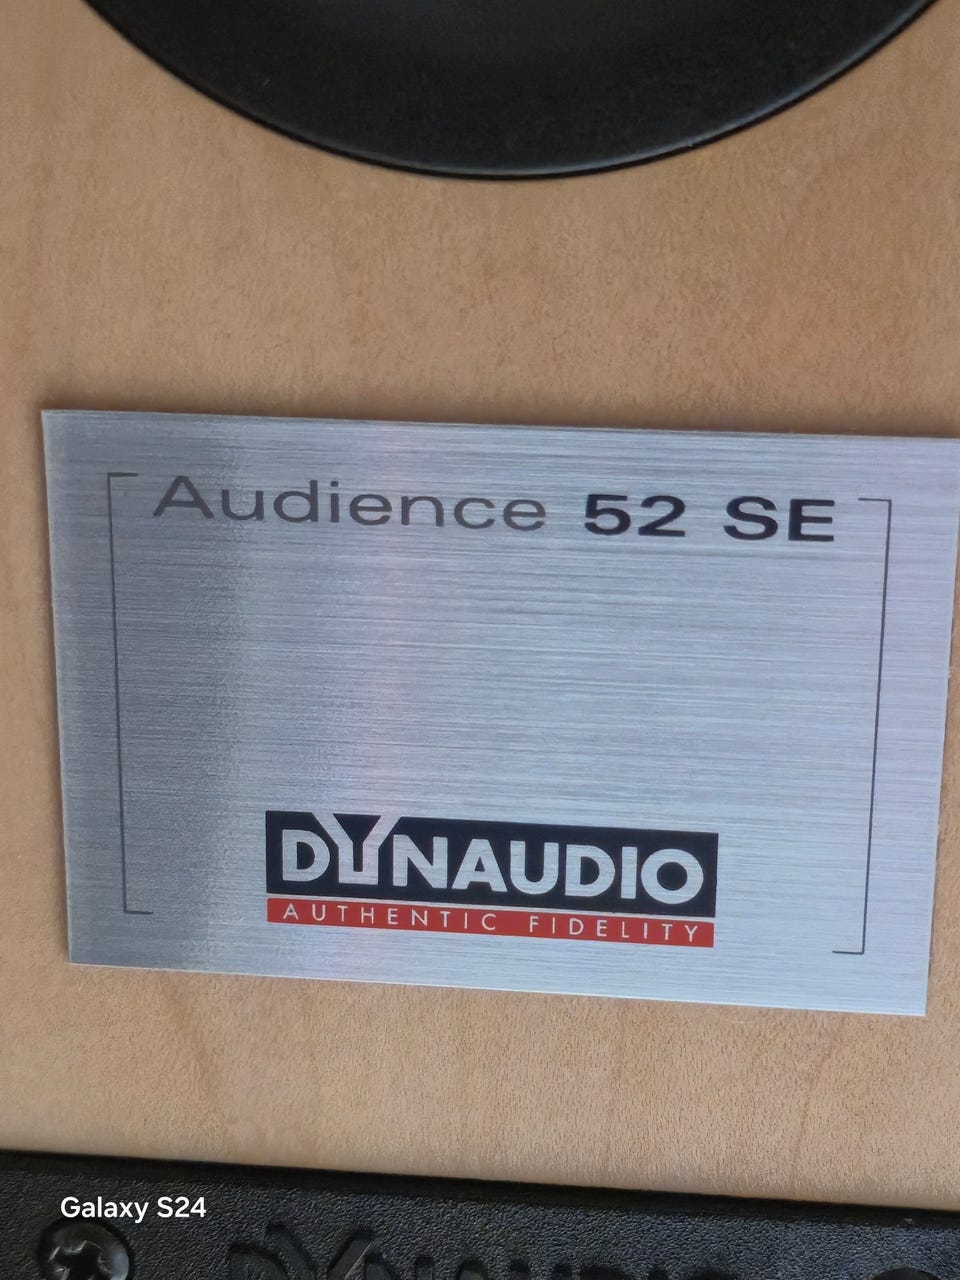 Audience 52 SE
DYNAUDIO
AUTHENTIC FIDELITY
Galaxy S24